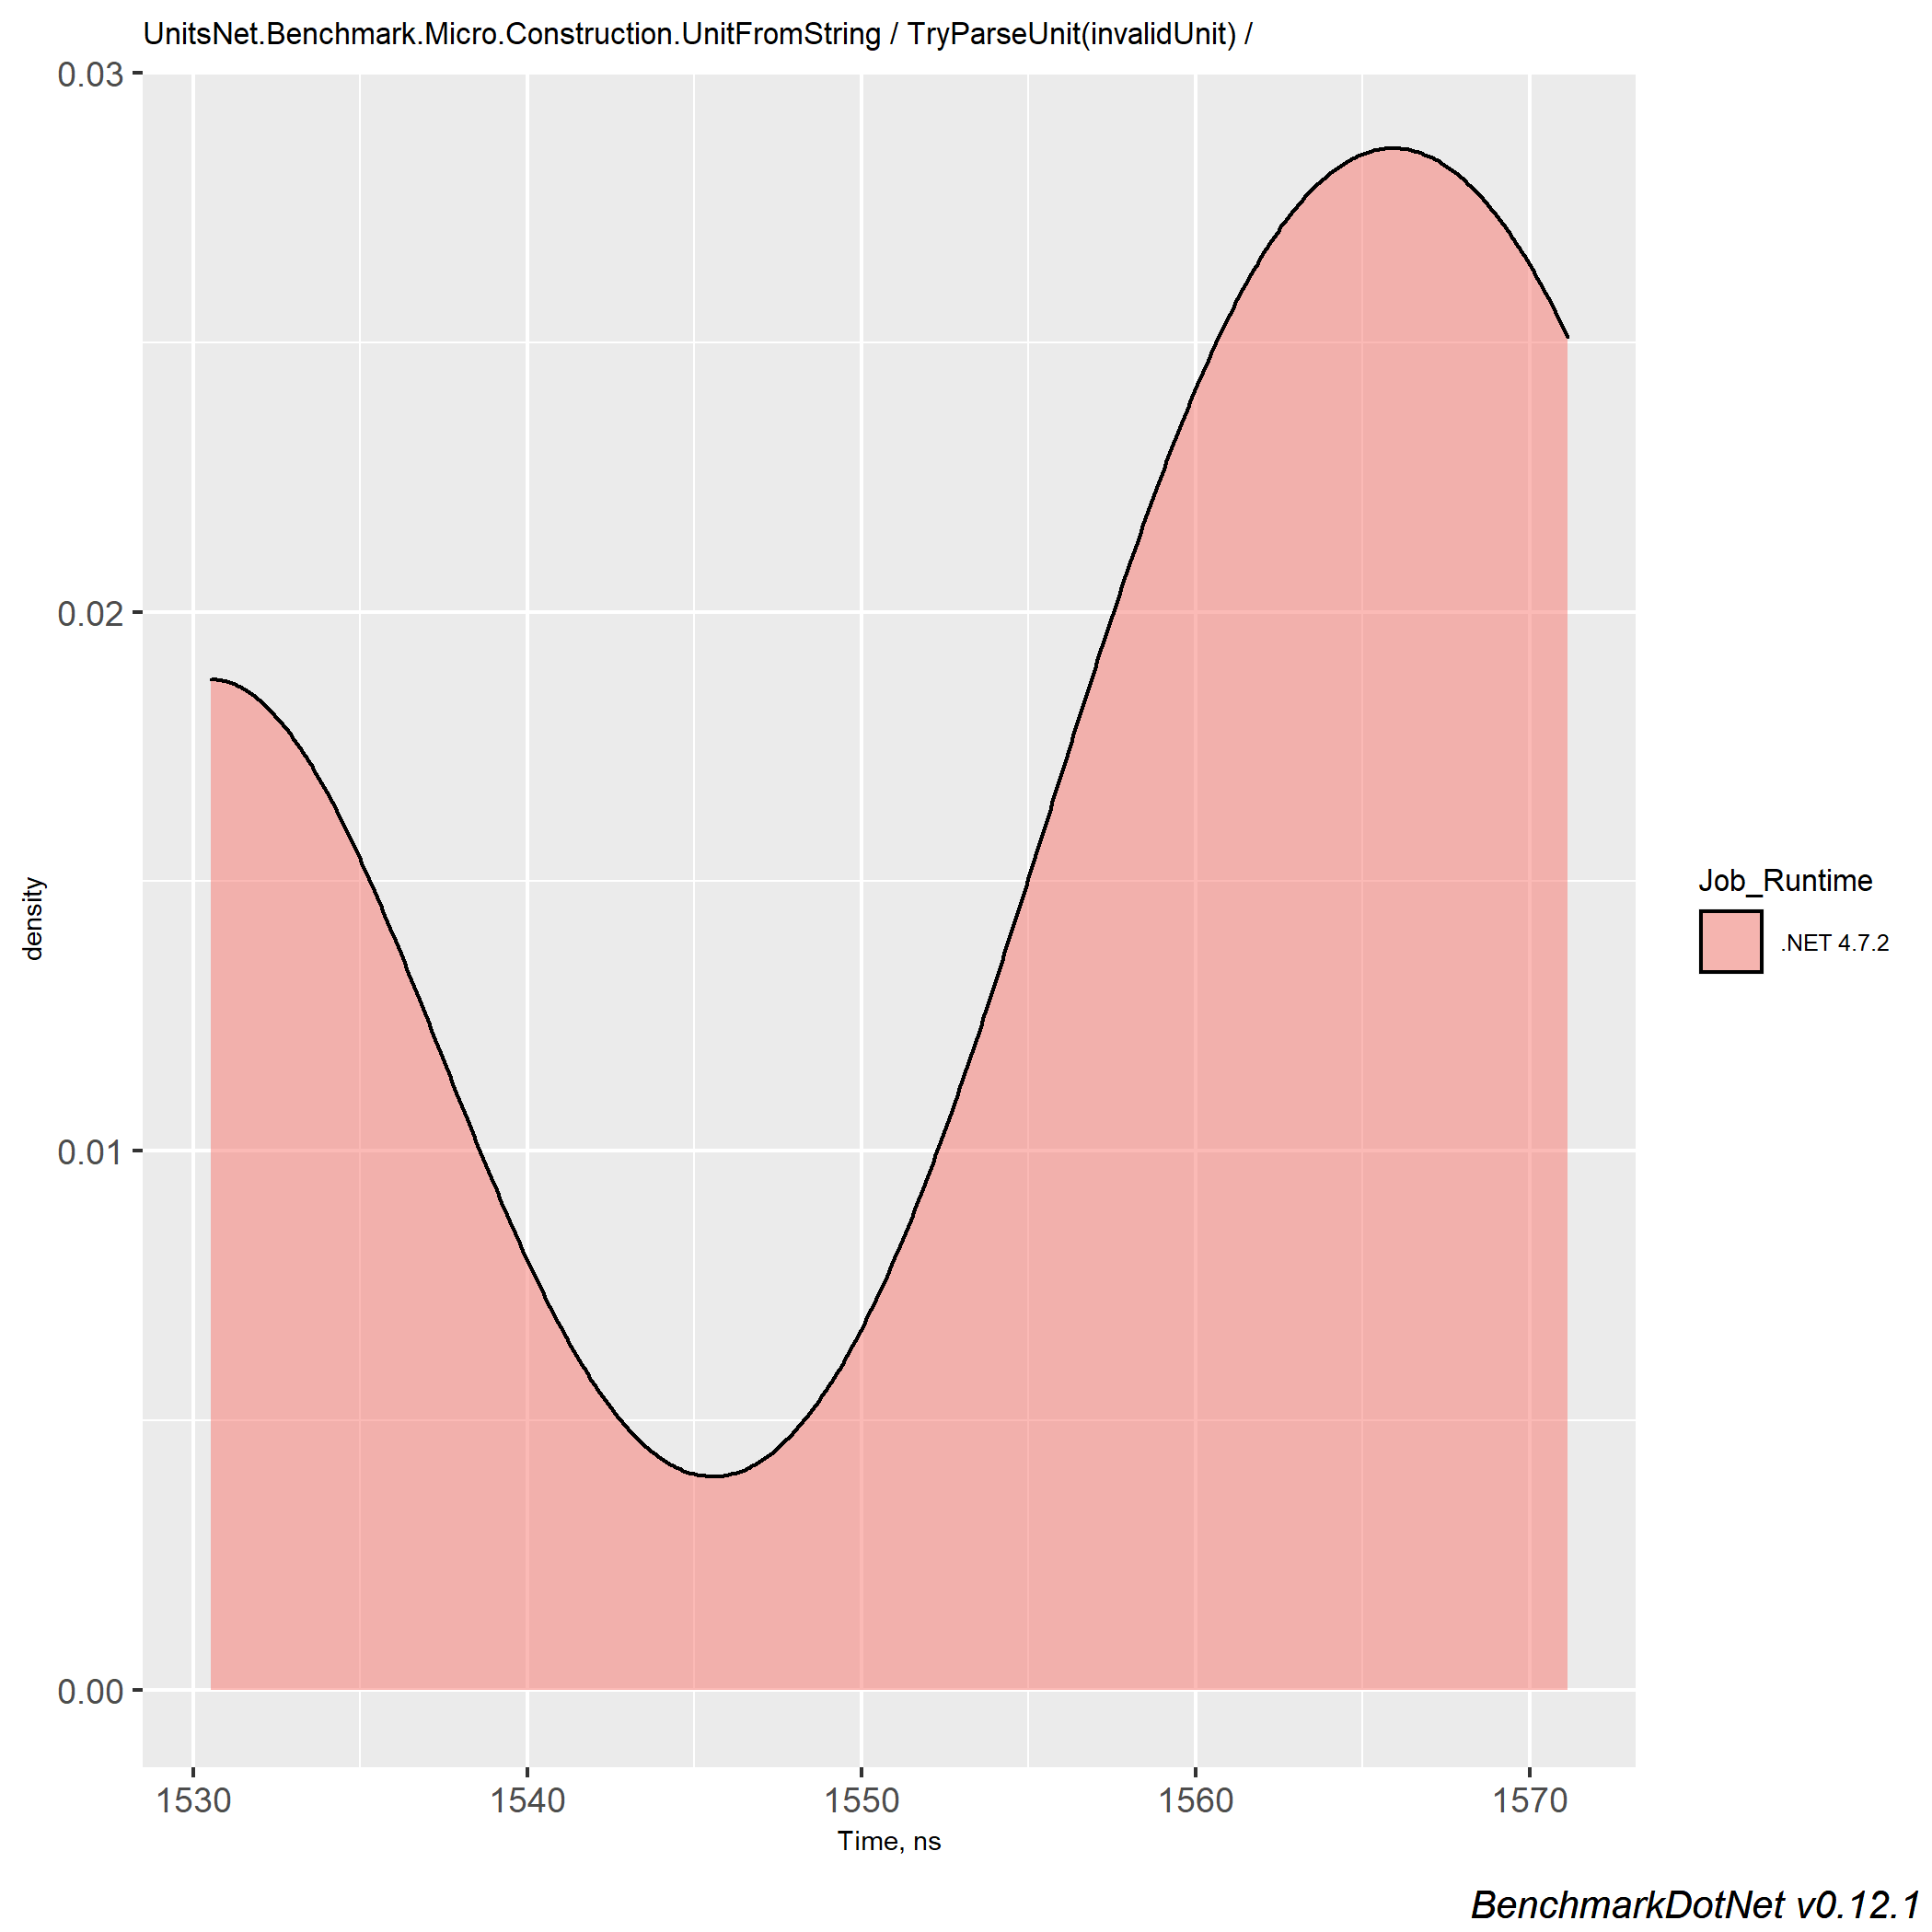 UnitsNet.Benchmark.Micro.Construction.UnitFromString / TryParseUnit(invalidUnit) /
0.03
0.02
0.01
0.00
density
1530 1540 1550 1560 1570
Time, ns
Job_Runtime
.NET 4.7.2
BenchmarkDotNet v0.12.1